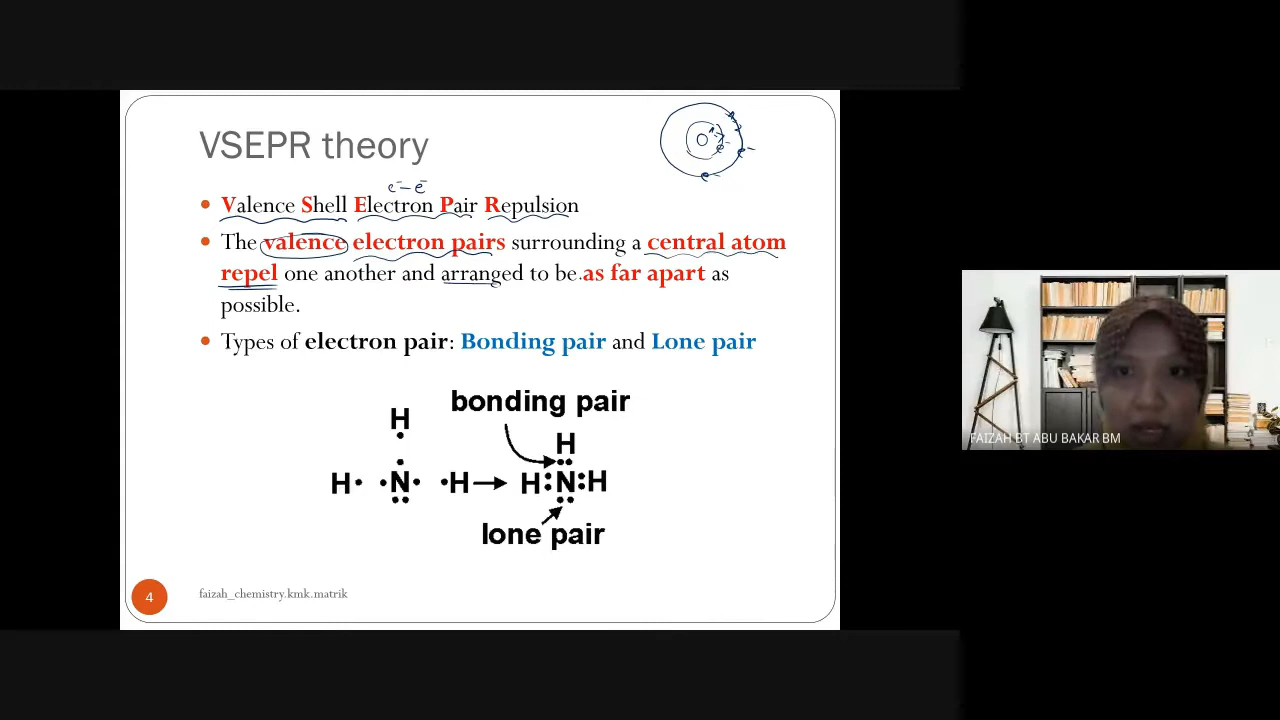 VSEPR theory
e⁻–e⁻
Valence Shell Electron Pair Repulsion
The valence electron pairs surrounding a central atom
repel one another and arranged to be as far apart as
possible.
Types of electron pair: Bonding pair and Lone pair
bonding pair
H
H
H· ·N· ·H → H:N:H
lone pair
4
faizah_chemistry.kmk.matrik
e⁻
e⁻
FAIZAH BT ABU BAKAR BM